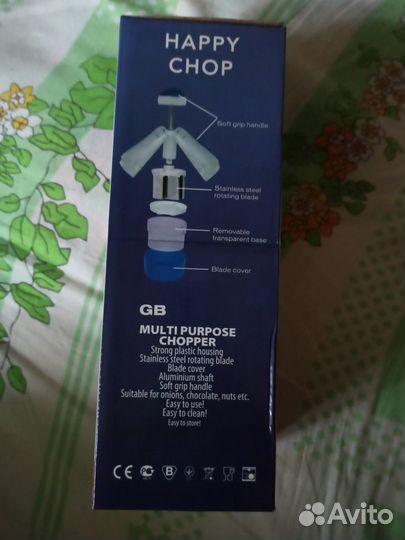 HAPPY
CHOP
Soft grip handle
Stainless steel
rotating blade
Removable
transparent base
Blade cover
GB
MULTI PURPOSE
CHOPPER
Strong plastic housing
Stainless steel rotating blade
Blade cover
Aluminium shaft
Soft grip handle
Suitable for onions, chocolate, nuts etc.
Easy to use!
Easy to clean!
Easy to store!
CE
B
Avito